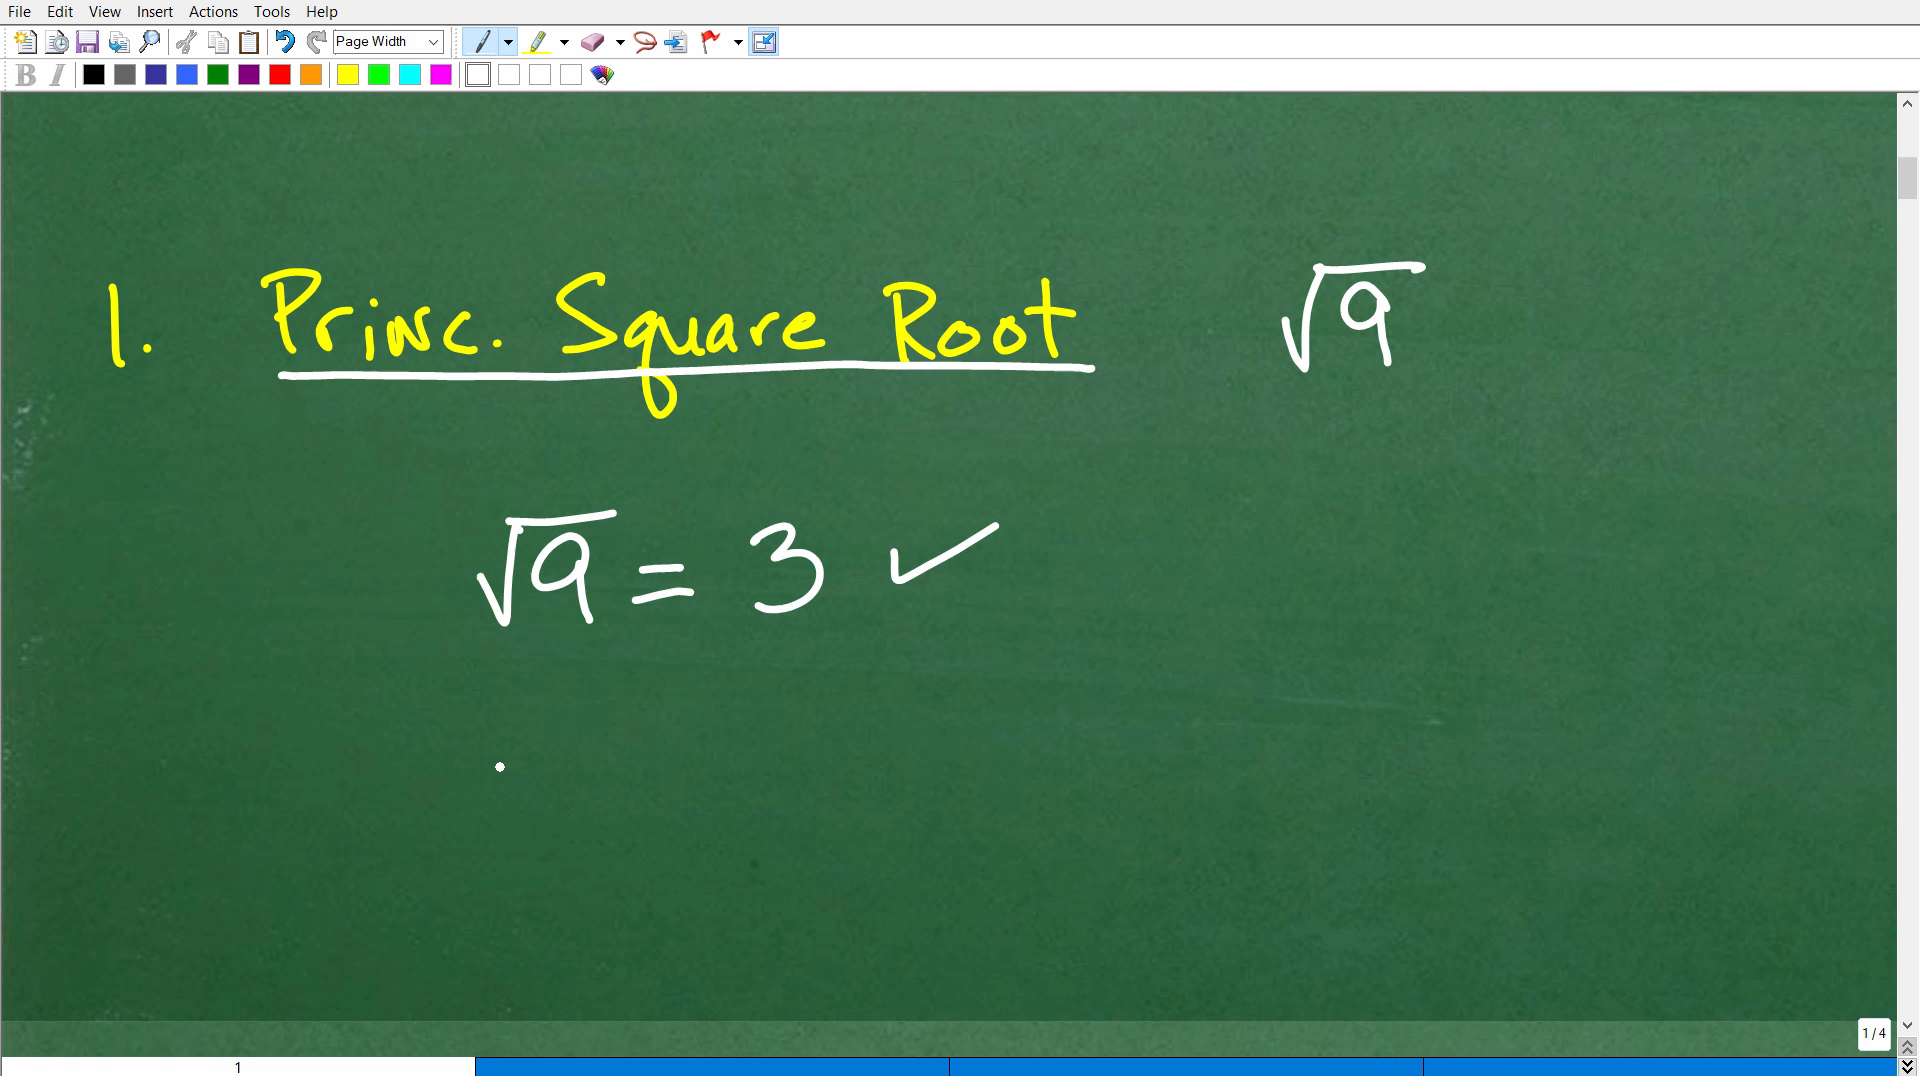 File Edit View Insert Actions Tools Help
Page Width
B I
1. Princ. Square Root √9
√9 = 3 ✓
1 / 4
1